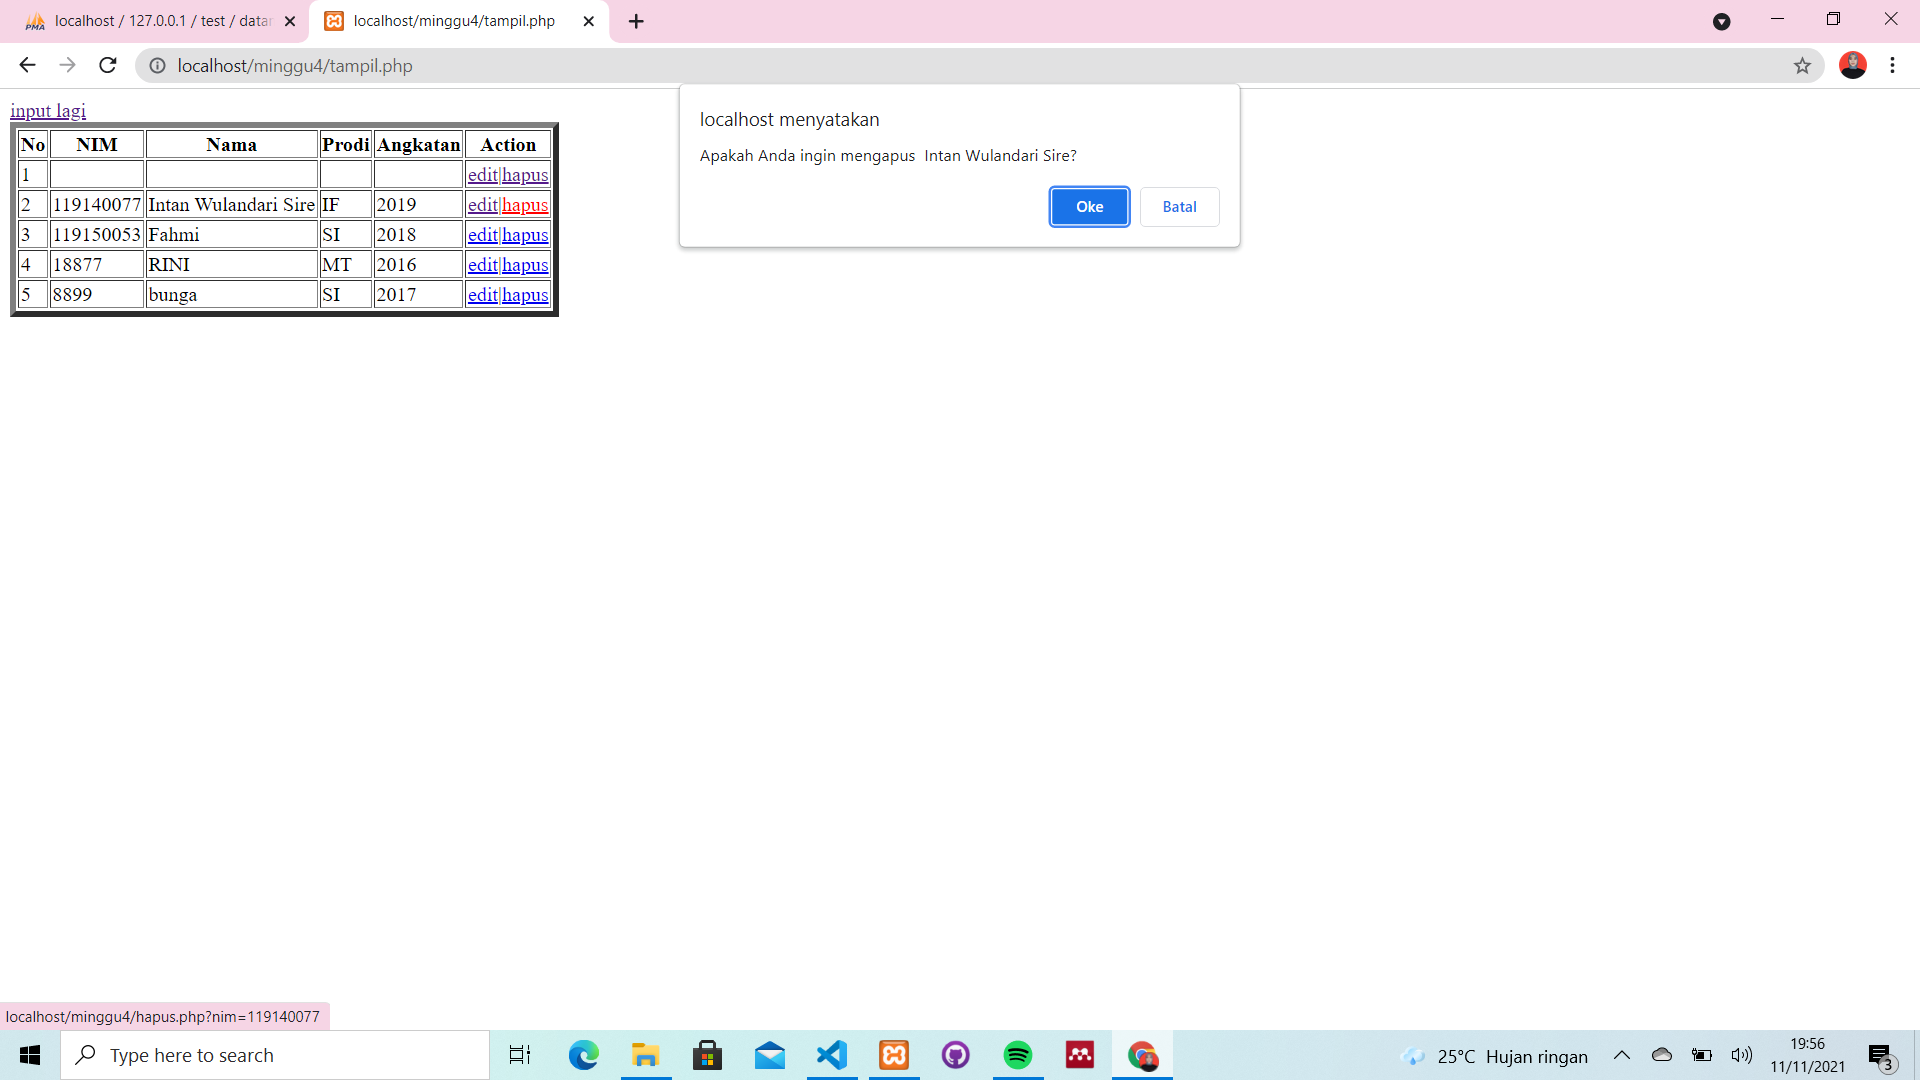 localhost / 127.0.0.1 / test / datar
localhost/minggu4/tampil.php
localhost/minggu4/tampil.php
localhost menyatakan
Apakah Anda ingin mengapus  Intan Wulandari Sire?
Oke Batal
input lagi
No NIM Nama Prodi Angkatan Action
1 edit|hapus
2 119140077 Intan Wulandari Sire IF 2019 edit|hapus
3 119150053 Fahmi SI 2018 edit|hapus
4 18877 RINI MT 2016 edit|hapus
5 8899 bunga SI 2017 edit|hapus
localhost/minggu4/hapus.php?nim=119140077
Type here to search
25°C Hujan ringan
19:56
11/11/2021
3